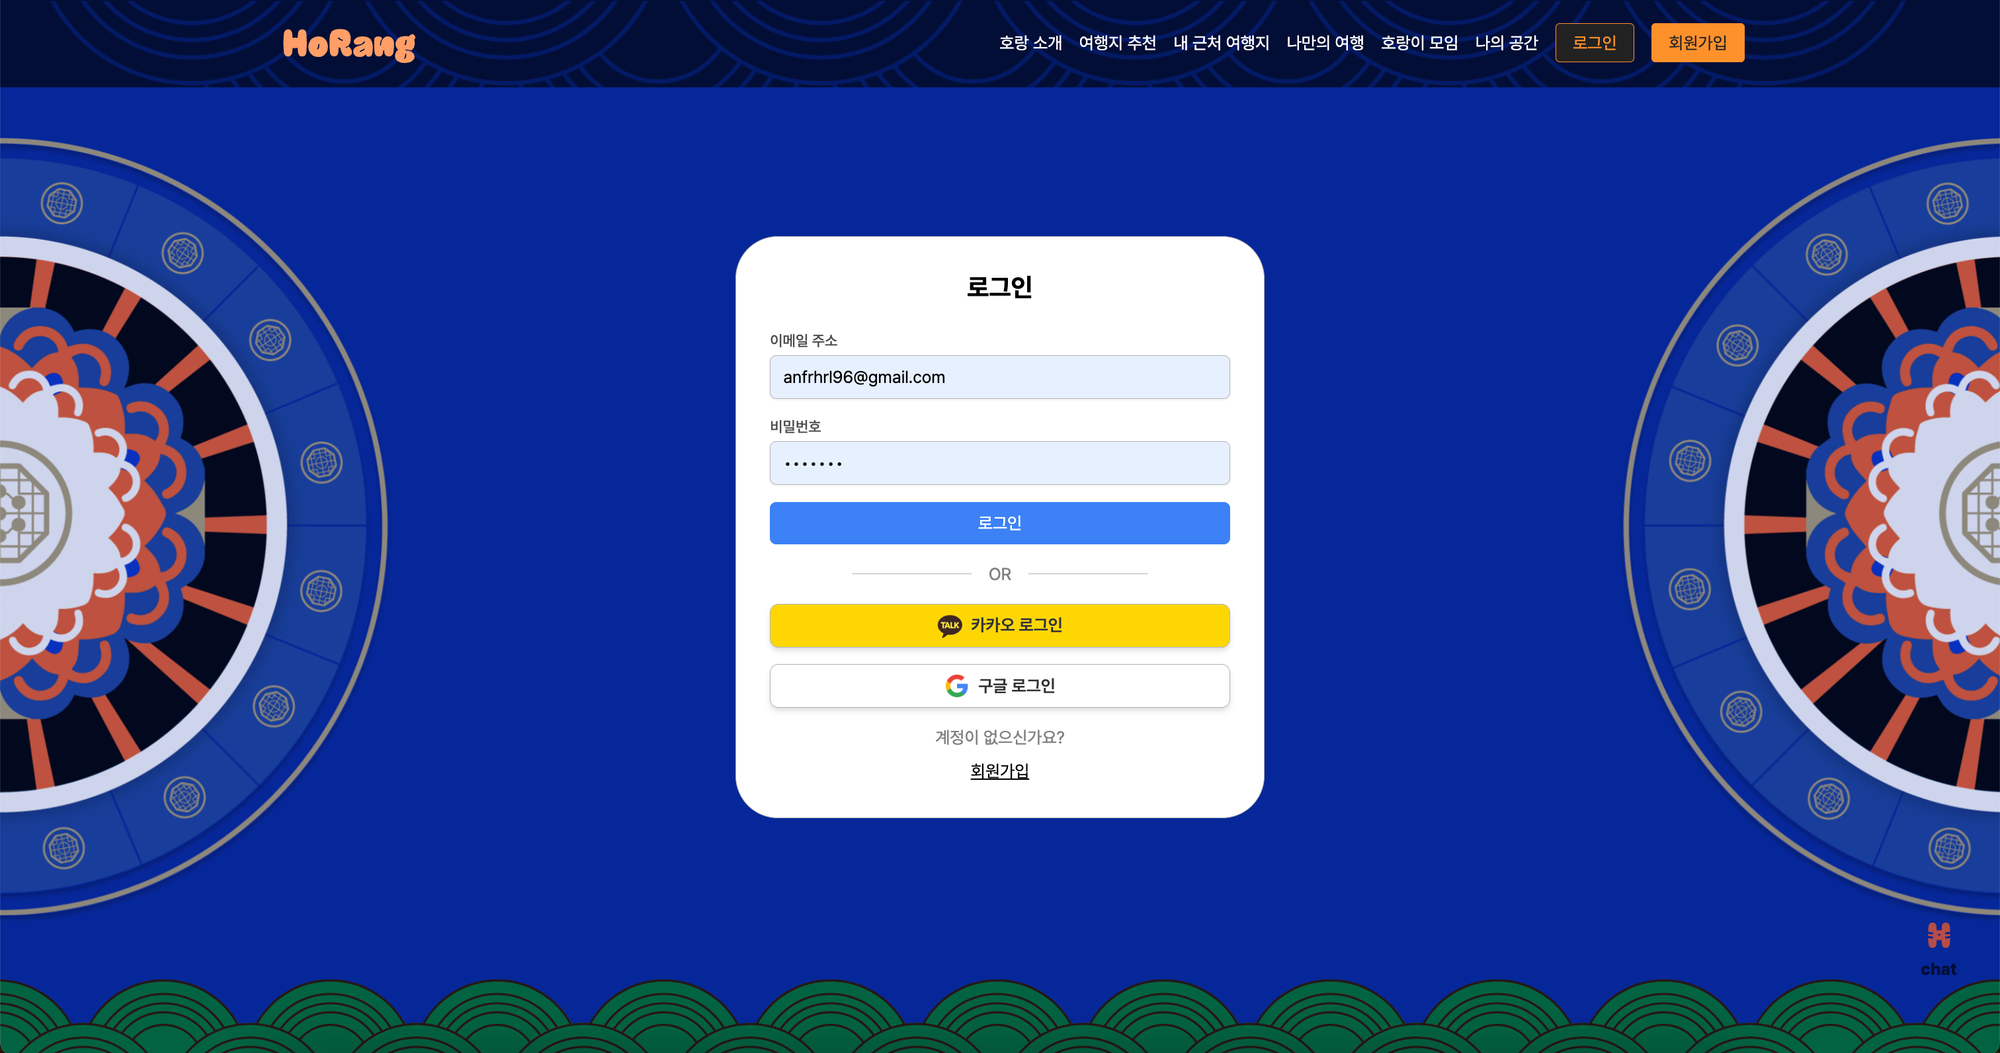 HoRang
호랑 소개 여행지 추천 내 근처 여행지 나만의 여행 호랑이 모임 나의 공간 로그인 회원가입
로그인
이메일 주소
anfrhrl96@gmail.com
비밀번호
•••••••
로그인
OR
TALK 카카오 로그인
구글 로그인
계정이 없으신가요?
회원가입
chat